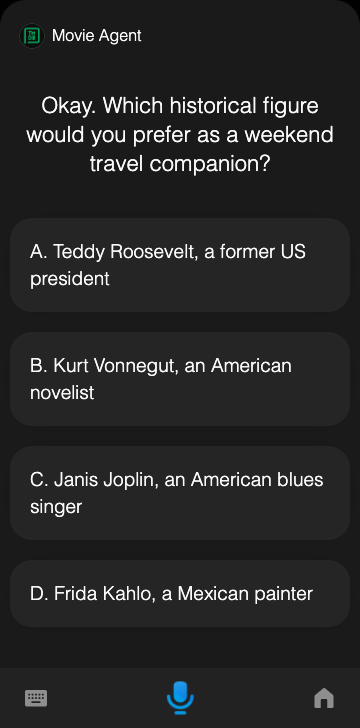 Movie Agent
Okay. Which historical figure
would you prefer as a weekend
travel companion?
A. Teddy Roosevelt, a former US
president
B. Kurt Vonnegut, an American
novelist
C. Janis Joplin, an American blues
singer
D. Frida Kahlo, a Mexican painter